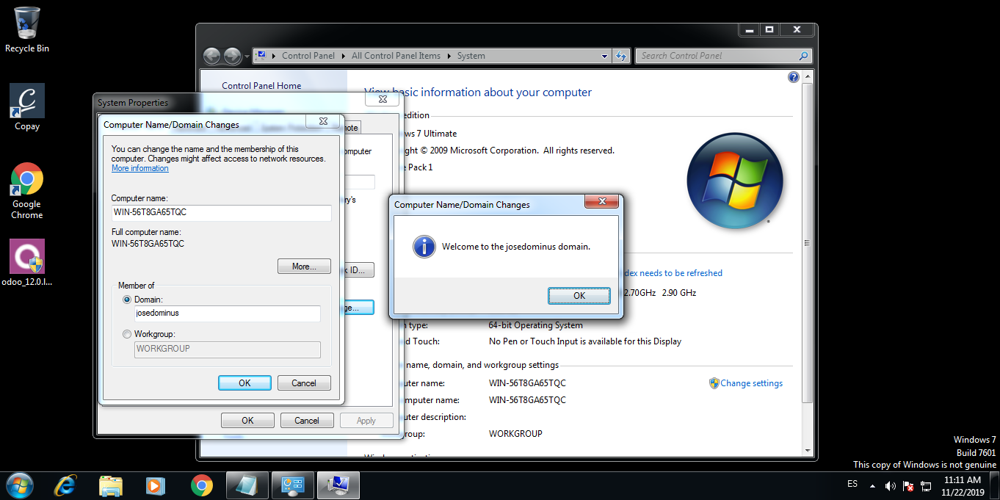 Recycle Bin
Copay
Google
Chrome
odoo_12.0.l...
Control Panel
All Control Panel Items
System
Search Control Panel
Control Panel Home
View basic information about your computer
edition
ws 7 Ultimate
ght © 2009 Microsoft Corporation. All rights reserved.
e Pack 1
dex needs to be refreshed
2.70GHz 2.90 GHz
type:
64-bit Operating System
d Touch:
No Pen or Touch Input is available for this Display
name, domain, and workgroup settings
uter name:
WIN-56T8GA65TQC
Change settings
mputer name:
WIN-56T8GA65TQC
uter description:
roup:
WORKGROUP
System Properties
mote
omputer
ry's
k ID...
ge...
OK
Cancel
Apply
Computer Name/Domain Changes
You can change the name and the membership of this
computer. Changes might affect access to network resources.
More information
Computer name:
WIN-56T8GA65TQC
Full computer name:
WIN-56T8GA65TQC
More...
Member of
Domain:
josedominus
Workgroup:
WORKGROUP
OK
Cancel
Computer Name/Domain Changes
Welcome to the josedominus domain.
OK
Windows 7
Build 7601
This copy of Windows is not genuine
ES
11:11 AM
11/22/2019